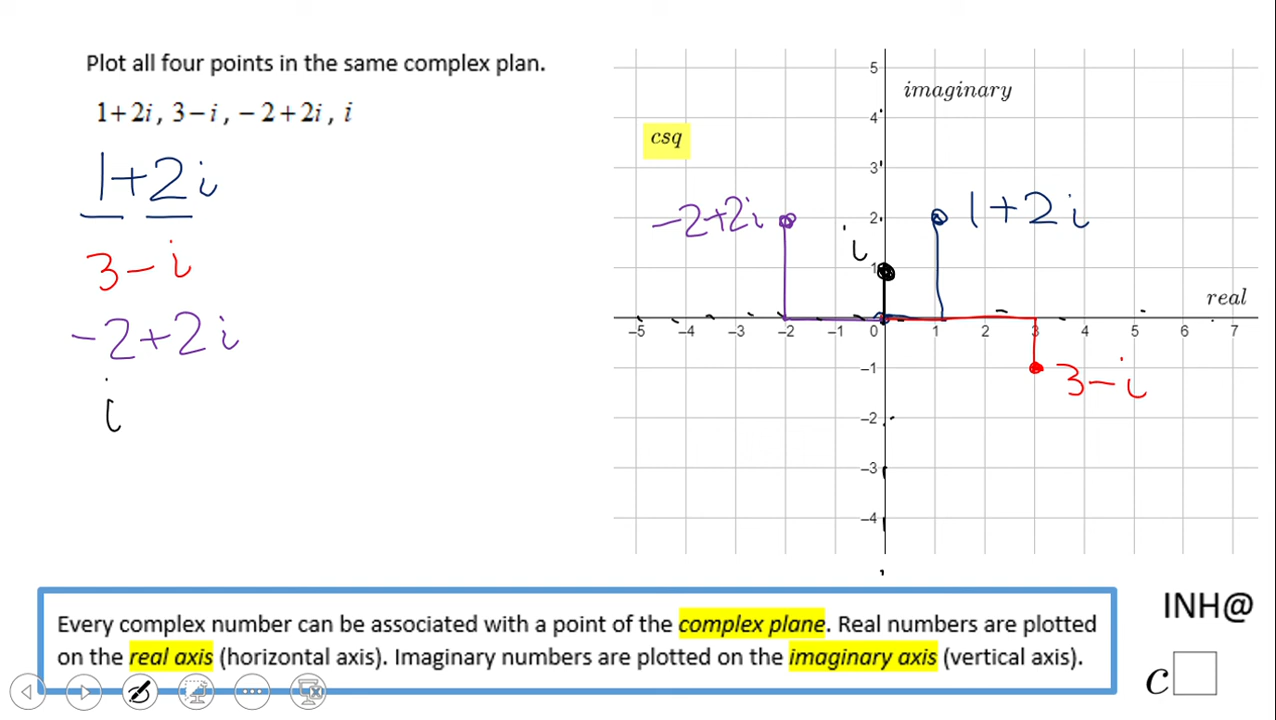 Plot all four points in the same complex plan.
1+2i, 3−i, −2+2i, i
1+2i
3−i
−2+2i
i
csq
imaginary
real
5
4
3
2
1
−5 −4 −3 −2 −1 0 1 2 3 4 5 6 7
−1
−2
−3
−4
−2+2i
i
1+2i
3−i
Every complex number can be associated with a point of the complex plane. Real numbers are plotted
on the real axis (horizontal axis). Imaginary numbers are plotted on the imaginary axis (vertical axis).
INH@
c